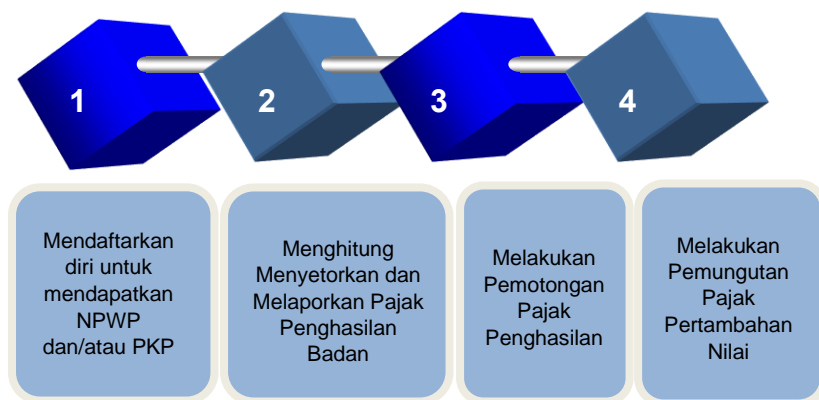 1
2
3
4
Mendaftarkan
diri untuk
mendapatkan
NPWP
dan/atau PKP
Menghitung
Menyetorkan dan
Melaporkan Pajak
Penghasilan
Badan
Melakukan
Pemotongan
Pajak
Penghasilan
Melakukan
Pemungutan
Pajak
Pertambahan
Nilai